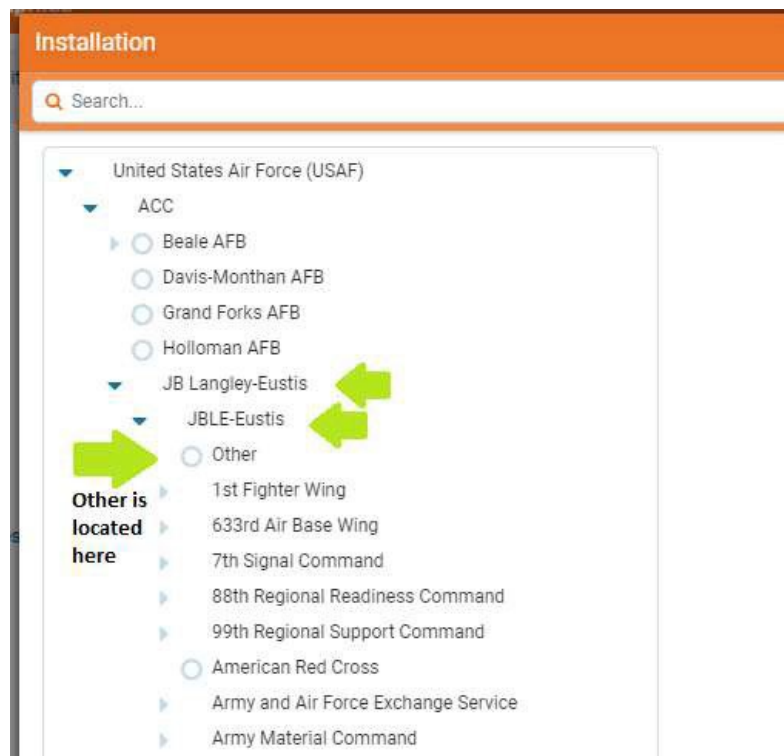 Installation
Search...
United States Air Force (USAF)
ACC
Beale AFB
Davis-Monthan AFB
Grand Forks AFB
Holloman AFB
JB Langley-Eustis
JBLE-Eustis
Other
Other is
located
here
1st Fighter Wing
633rd Air Base Wing
7th Signal Command
88th Regional Readiness Command
99th Regional Support Command
American Red Cross
Army and Air Force Exchange Service
Army Material Command